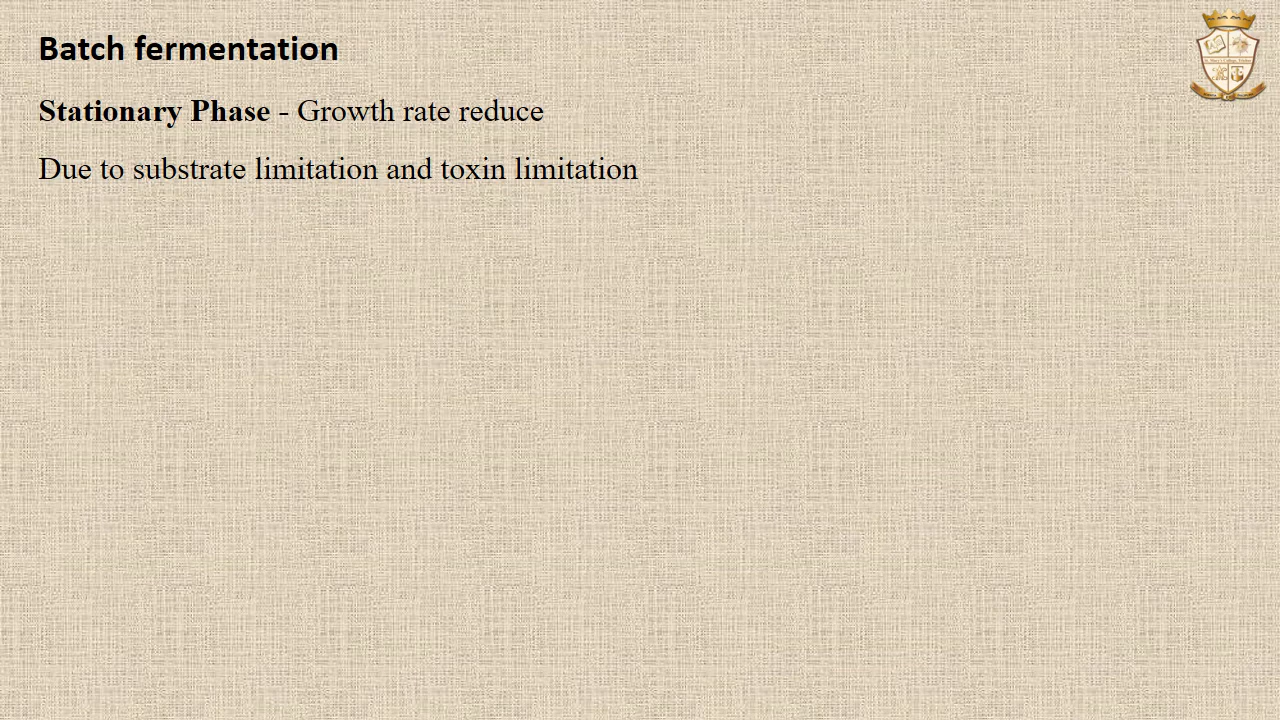 Batch fermentation
Stationary Phase - Growth rate reduce
Due to substrate limitation and toxin limitation